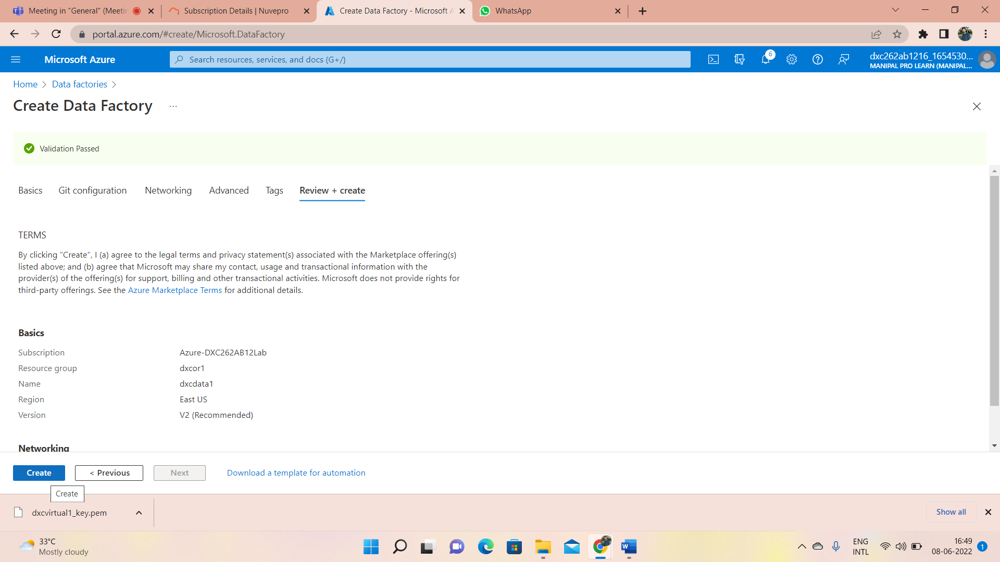 Meeting in "General" (Meetin
Subscription Details | Nuvepro
Create Data Factory - Microsoft A
WhatsApp
portal.azure.com/#create/Microsoft.DataFactory
Microsoft Azure
Search resources, services, and docs (G+/)
6
dxc262ab1216_1654530...
MANIPAL PRO LEARN (MANIPAL...
Home > Data factories >
Create Data Factory ...
Validation Passed
Basics Git configuration Networking Advanced Tags Review + create
TERMS
By clicking "Create", I (a) agree to the legal terms and privacy statement(s) associated with the Marketplace offering(s)
listed above; and (b) agree that Microsoft may share my contact, usage and transactional information with the
provider(s) of the offering(s) for support, billing and other transactional activities. Microsoft does not provide rights for
third-party offerings. See the Azure Marketplace Terms for additional details.
Basics
Subscription Azure-DXC262AB12Lab
Resource group dxcor1
Name dxcdata1
Region East US
Version V2 (Recommended)
Networking
Create < Previous Next Download a template for automation
Create
dxcvirtual1_key.pem
Show all
33°C
Mostly cloudy
ENG
INTL
16:49
08-06-2022
1